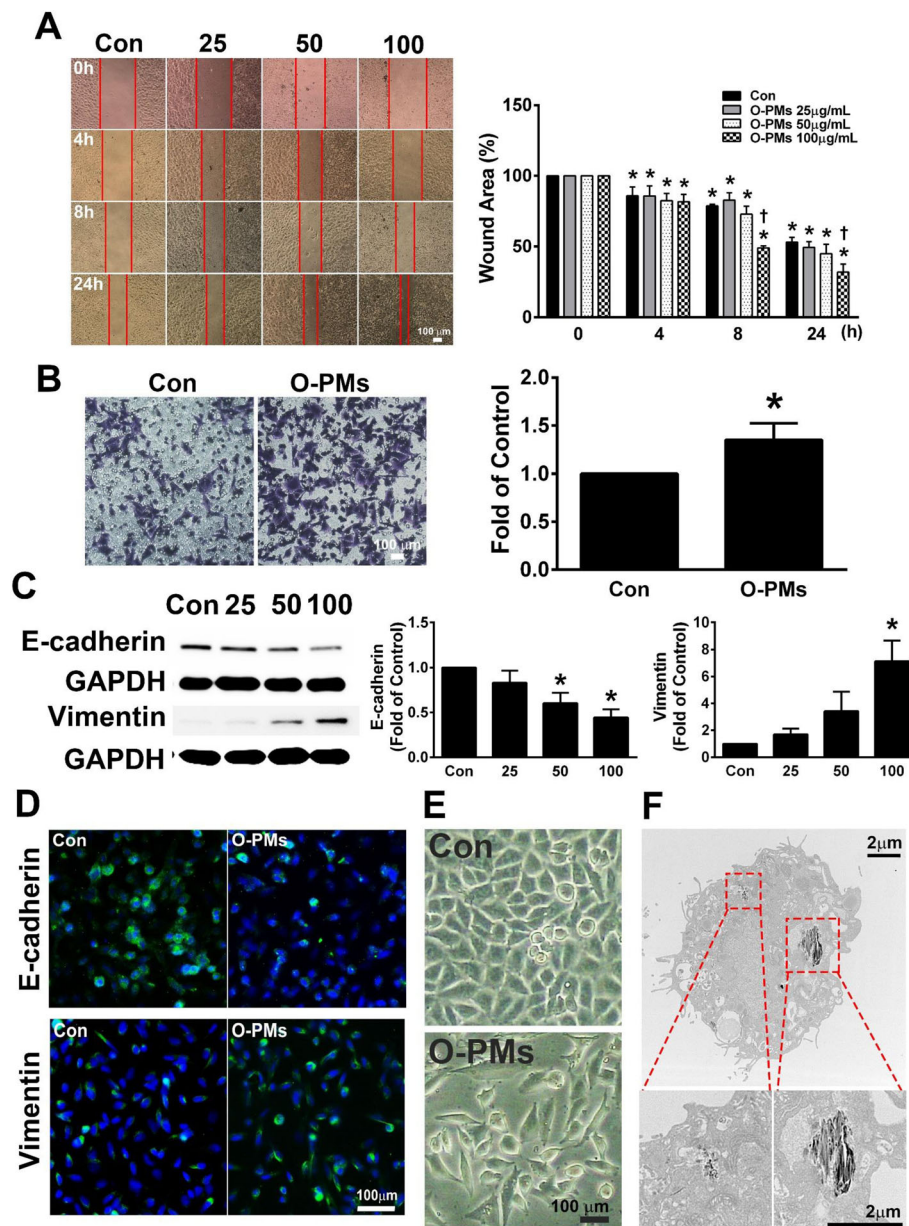 A
Con 25 50 100
0h
4h
8h
24h
100 μm
Wound Area (%)
150
100
50
0
Con
O-PMs 25μg/mL
O-PMs 50μg/mL
O-PMs 100μg/mL
* * * *
* * * † *
* * * † *
0 4 8 24 (h)
B
Con O-PMs
100 μm
Fold of Control
2.0
1.5
1.0
0.5
0.0
*
Con O-PMs
C
Con 25 50 100
E-cadherin
GAPDH
Vimentin
GAPDH
E-cadherin
(Fold of Control)
1.5
1.0
0.5
0.0
* *
Con 25 50 100
Vimentin
(Fold of Control)
10
8
6
4
2
0
*
Con 25 50 100
D
E-cadherin
Con O-PMs
Vimentin
Con O-PMs
100μm
E
Con
O-PMs
100 μm
F
2μm
2μm